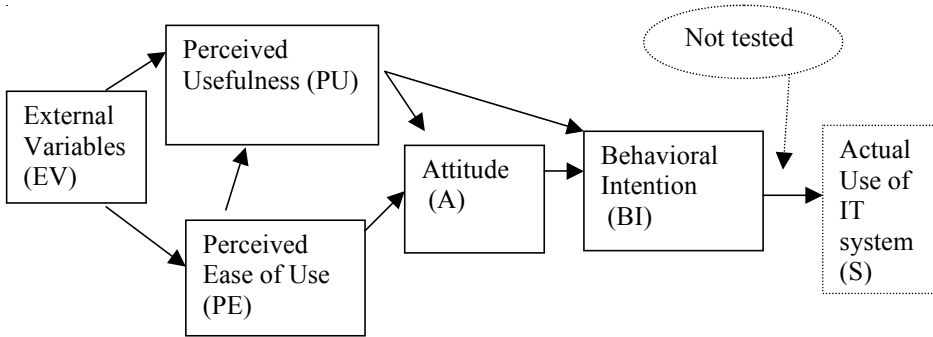 Perceived
Usefulness (PU)
Not tested
External
Variables
(EV)
Attitude
(A)
Behavioral
Intention
(BI)
Actual
Use of
IT
system
(S)
Perceived
Ease of Use
(PE)